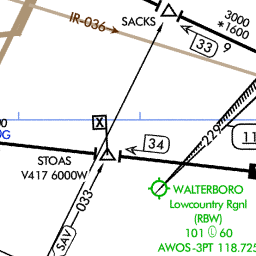 IR-036
SACKS
3000
*1600
33
9
X
229
34
STOAS
V417 6000W
033
SAV
WALTERBORO
Lowcountry Rgnl
(RBW)
101 Ⓛ 60
AWOS-3PT 118.725